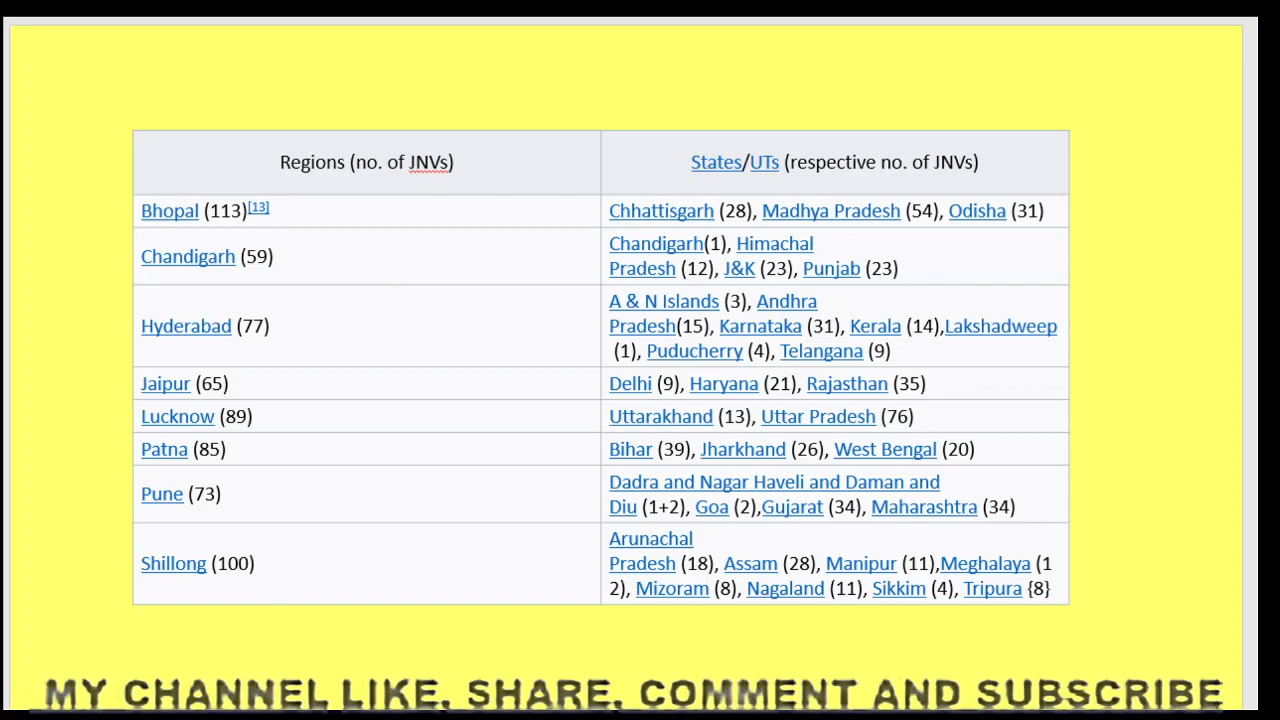 Regions (no. of JNVs)
States/UTs (respective no. of JNVs)
Bhopal (113)[13]
Chhattisgarh (28), Madhya Pradesh (54), Odisha (31)
Chandigarh (59)
Chandigarh(1), Himachal
Pradesh (12), J&K (23), Punjab (23)
Hyderabad (77)
A & N Islands (3), Andhra
Pradesh(15), Karnataka (31), Kerala (14),Lakshadweep
(1), Puducherry (4), Telangana (9)
Jaipur (65)
Delhi (9), Haryana (21), Rajasthan (35)
Lucknow (89)
Uttarakhand (13), Uttar Pradesh (76)
Patna (85)
Bihar (39), Jharkhand (26), West Bengal (20)
Pune (73)
Dadra and Nagar Haveli and Daman and
Diu (1+2), Goa (2),Gujarat (34), Maharashtra (34)
Shillong (100)
Arunachal
Pradesh (18), Assam (28), Manipur (11),Meghalaya (1
2), Mizoram (8), Nagaland (11), Sikkim (4), Tripura {8}
MY CHANNEL LIKE, SHARE, COMMENT AND SUBSCRIBE